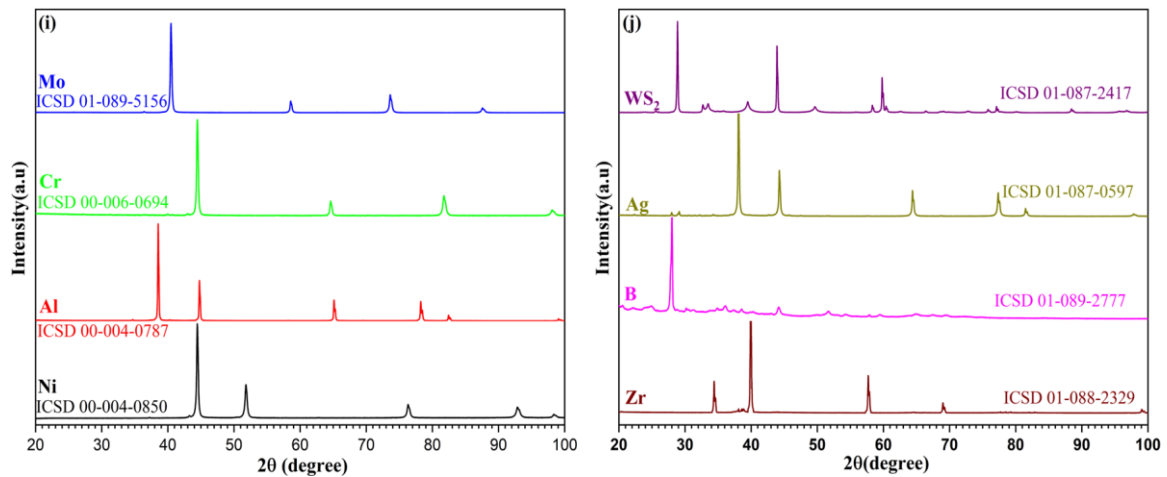 (i)
Mo
ICSD 01-089-5156
Cr
ICSD 00-006-0694
Al
ICSD 00-004-0787
Ni
ICSD 00-004-0850
Intensity(a.u)
20 30 40 50 60 70 80 90 100
2θ (degree)
(j)
WS₂
ICSD 01-087-2417
Ag
ICSD 01-087-0597
B
ICSD 01-089-2777
Zr
ICSD 01-088-2329
Intensity(a.u)
20 30 40 50 60 70 80 90 100
2θ(degree)